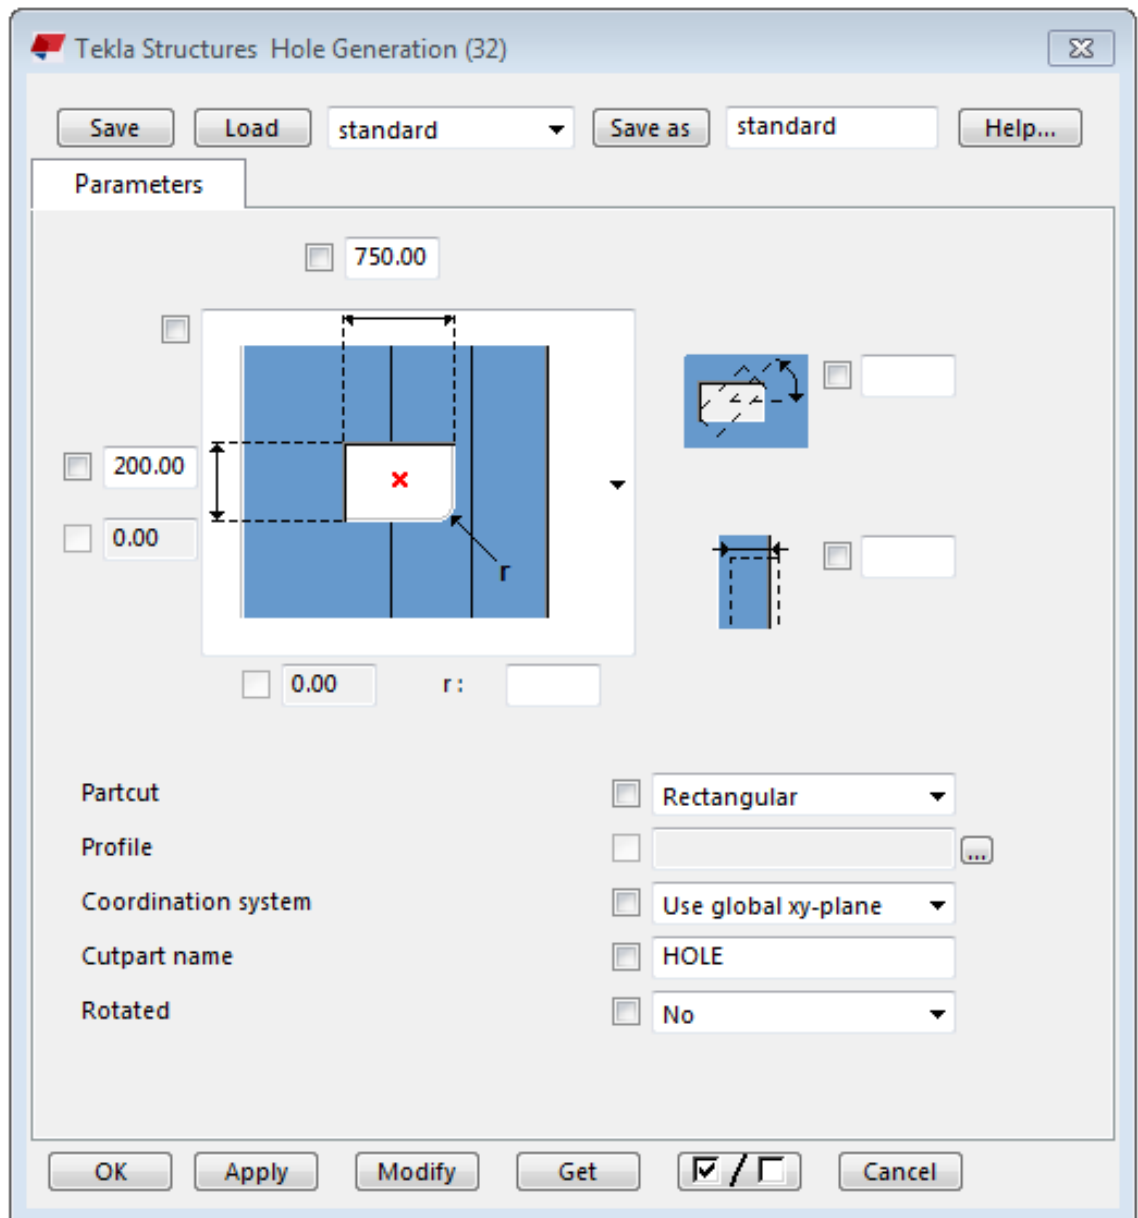 Tekla Structures Hole Generation (32)
Save Load standard Save as standard Help...
Parameters
750.00
200.00
0.00
r
0.00 r :
Partcut Rectangular
Profile ...
Coordination system Use global xy-plane
Cutpart name HOLE
Rotated No
OK Apply Modify Get / Cancel